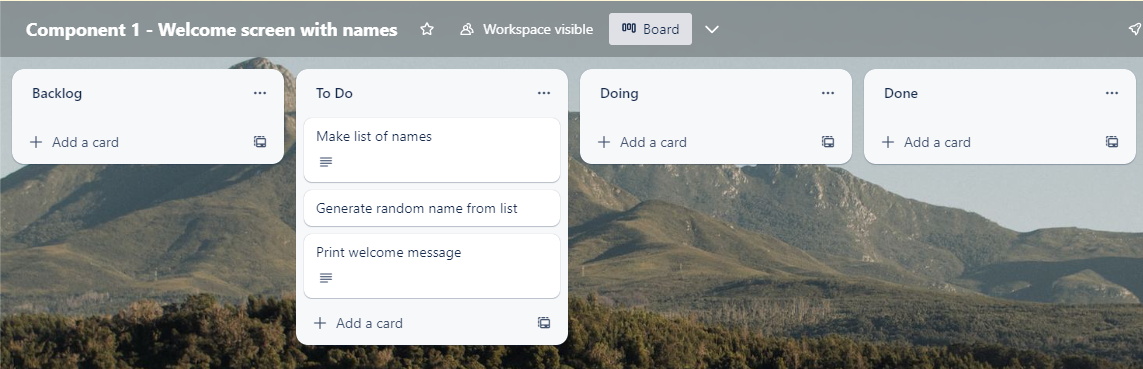 Component 1 - Welcome screen with names
Workspace visible
Board
Backlog
Add a card
To Do
Make list of names
Generate random name from list
Print welcome message
Add a card
Doing
Add a card
Done
Add a card